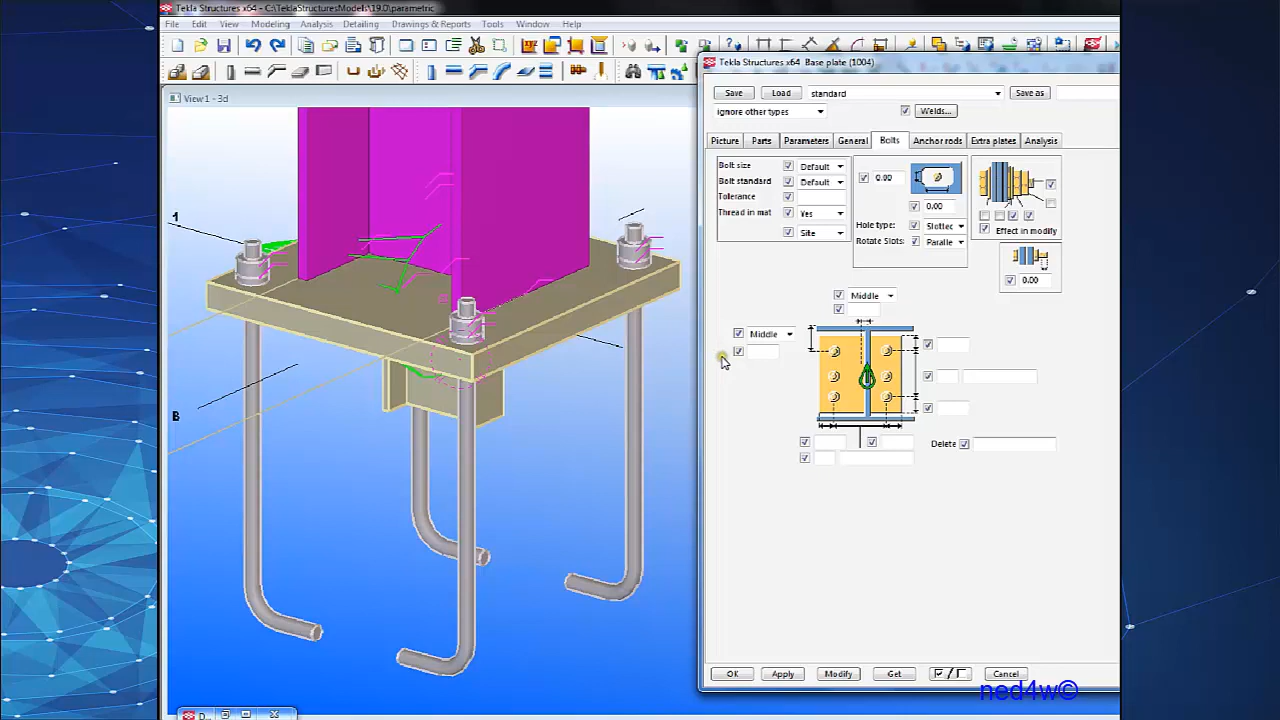 Tekla Structures x64 - C:\TeklaStructuresModels\19.0\parametric
File Edit View Modeling Analysis Detailing Drawings & Reports Tools Window Help
View 1 - 3d
1
B
Tekla Structures x64 Base plate (1004)
Save Load standard Save as
ignore other types Welds...
Picture Parts Parameters General Bolts Anchor rods Extra plates Analysis
Bolt size Default
Bolt standard Default
Tolerance
Thread in mat Yes
Site
0.00
0.00
Hole type: Slottec
Rotate Slots: Paralle
Effect in modify
0.00
Middle
Middle
Delete
OK Apply Modify Get / Cancel
ned4w©
D...